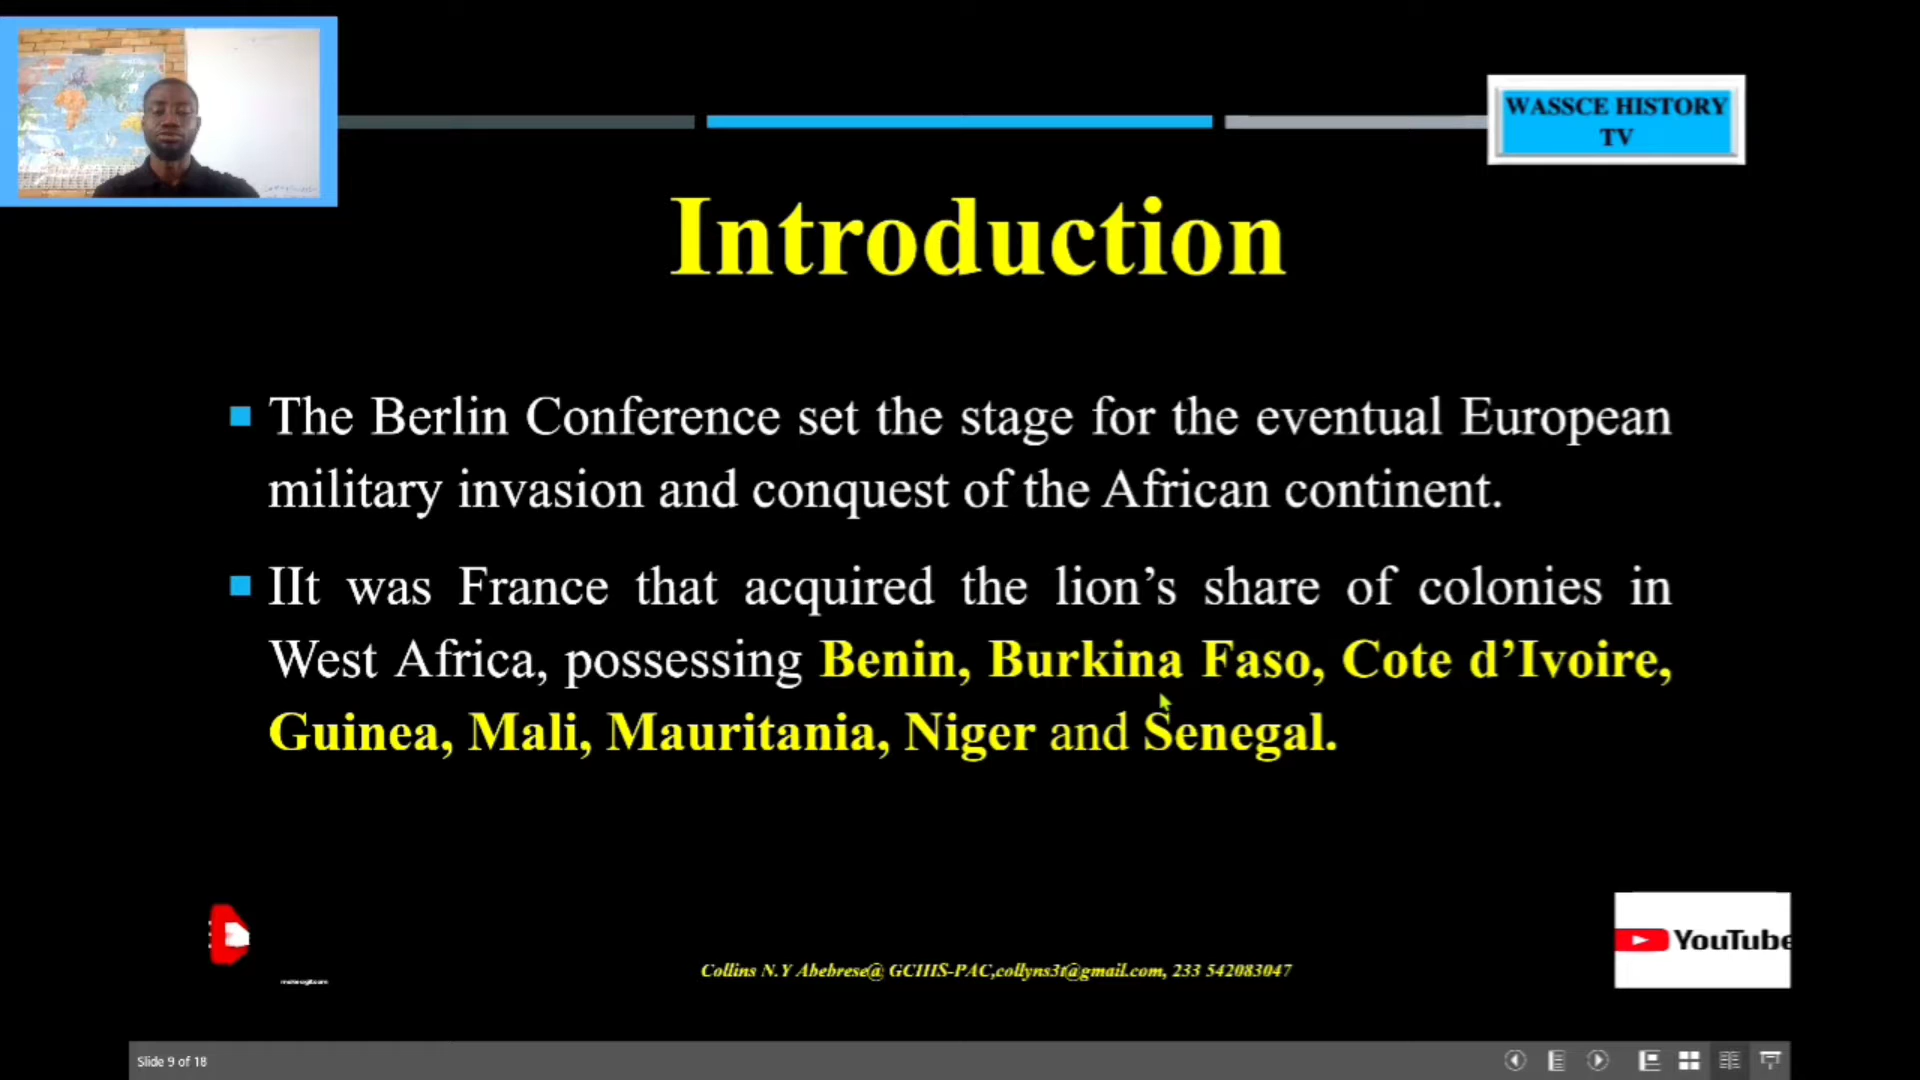 WASSCE HISTORY
TV
Introduction
The Berlin Conference set the stage for the eventual European
military invasion and conquest of the African continent.
IIt was France that acquired the lion’s share of colonies in
West Africa, possessing Benin, Burkina Faso, Cote d’Ivoire,
Guinea, Mali, Mauritania, Niger and Senegal.
YouTube
Collins N.Y Abebrese@ GCIIIS-PAC,collyns3t@gmail.com, 233 542083047
Slide 9 of 18